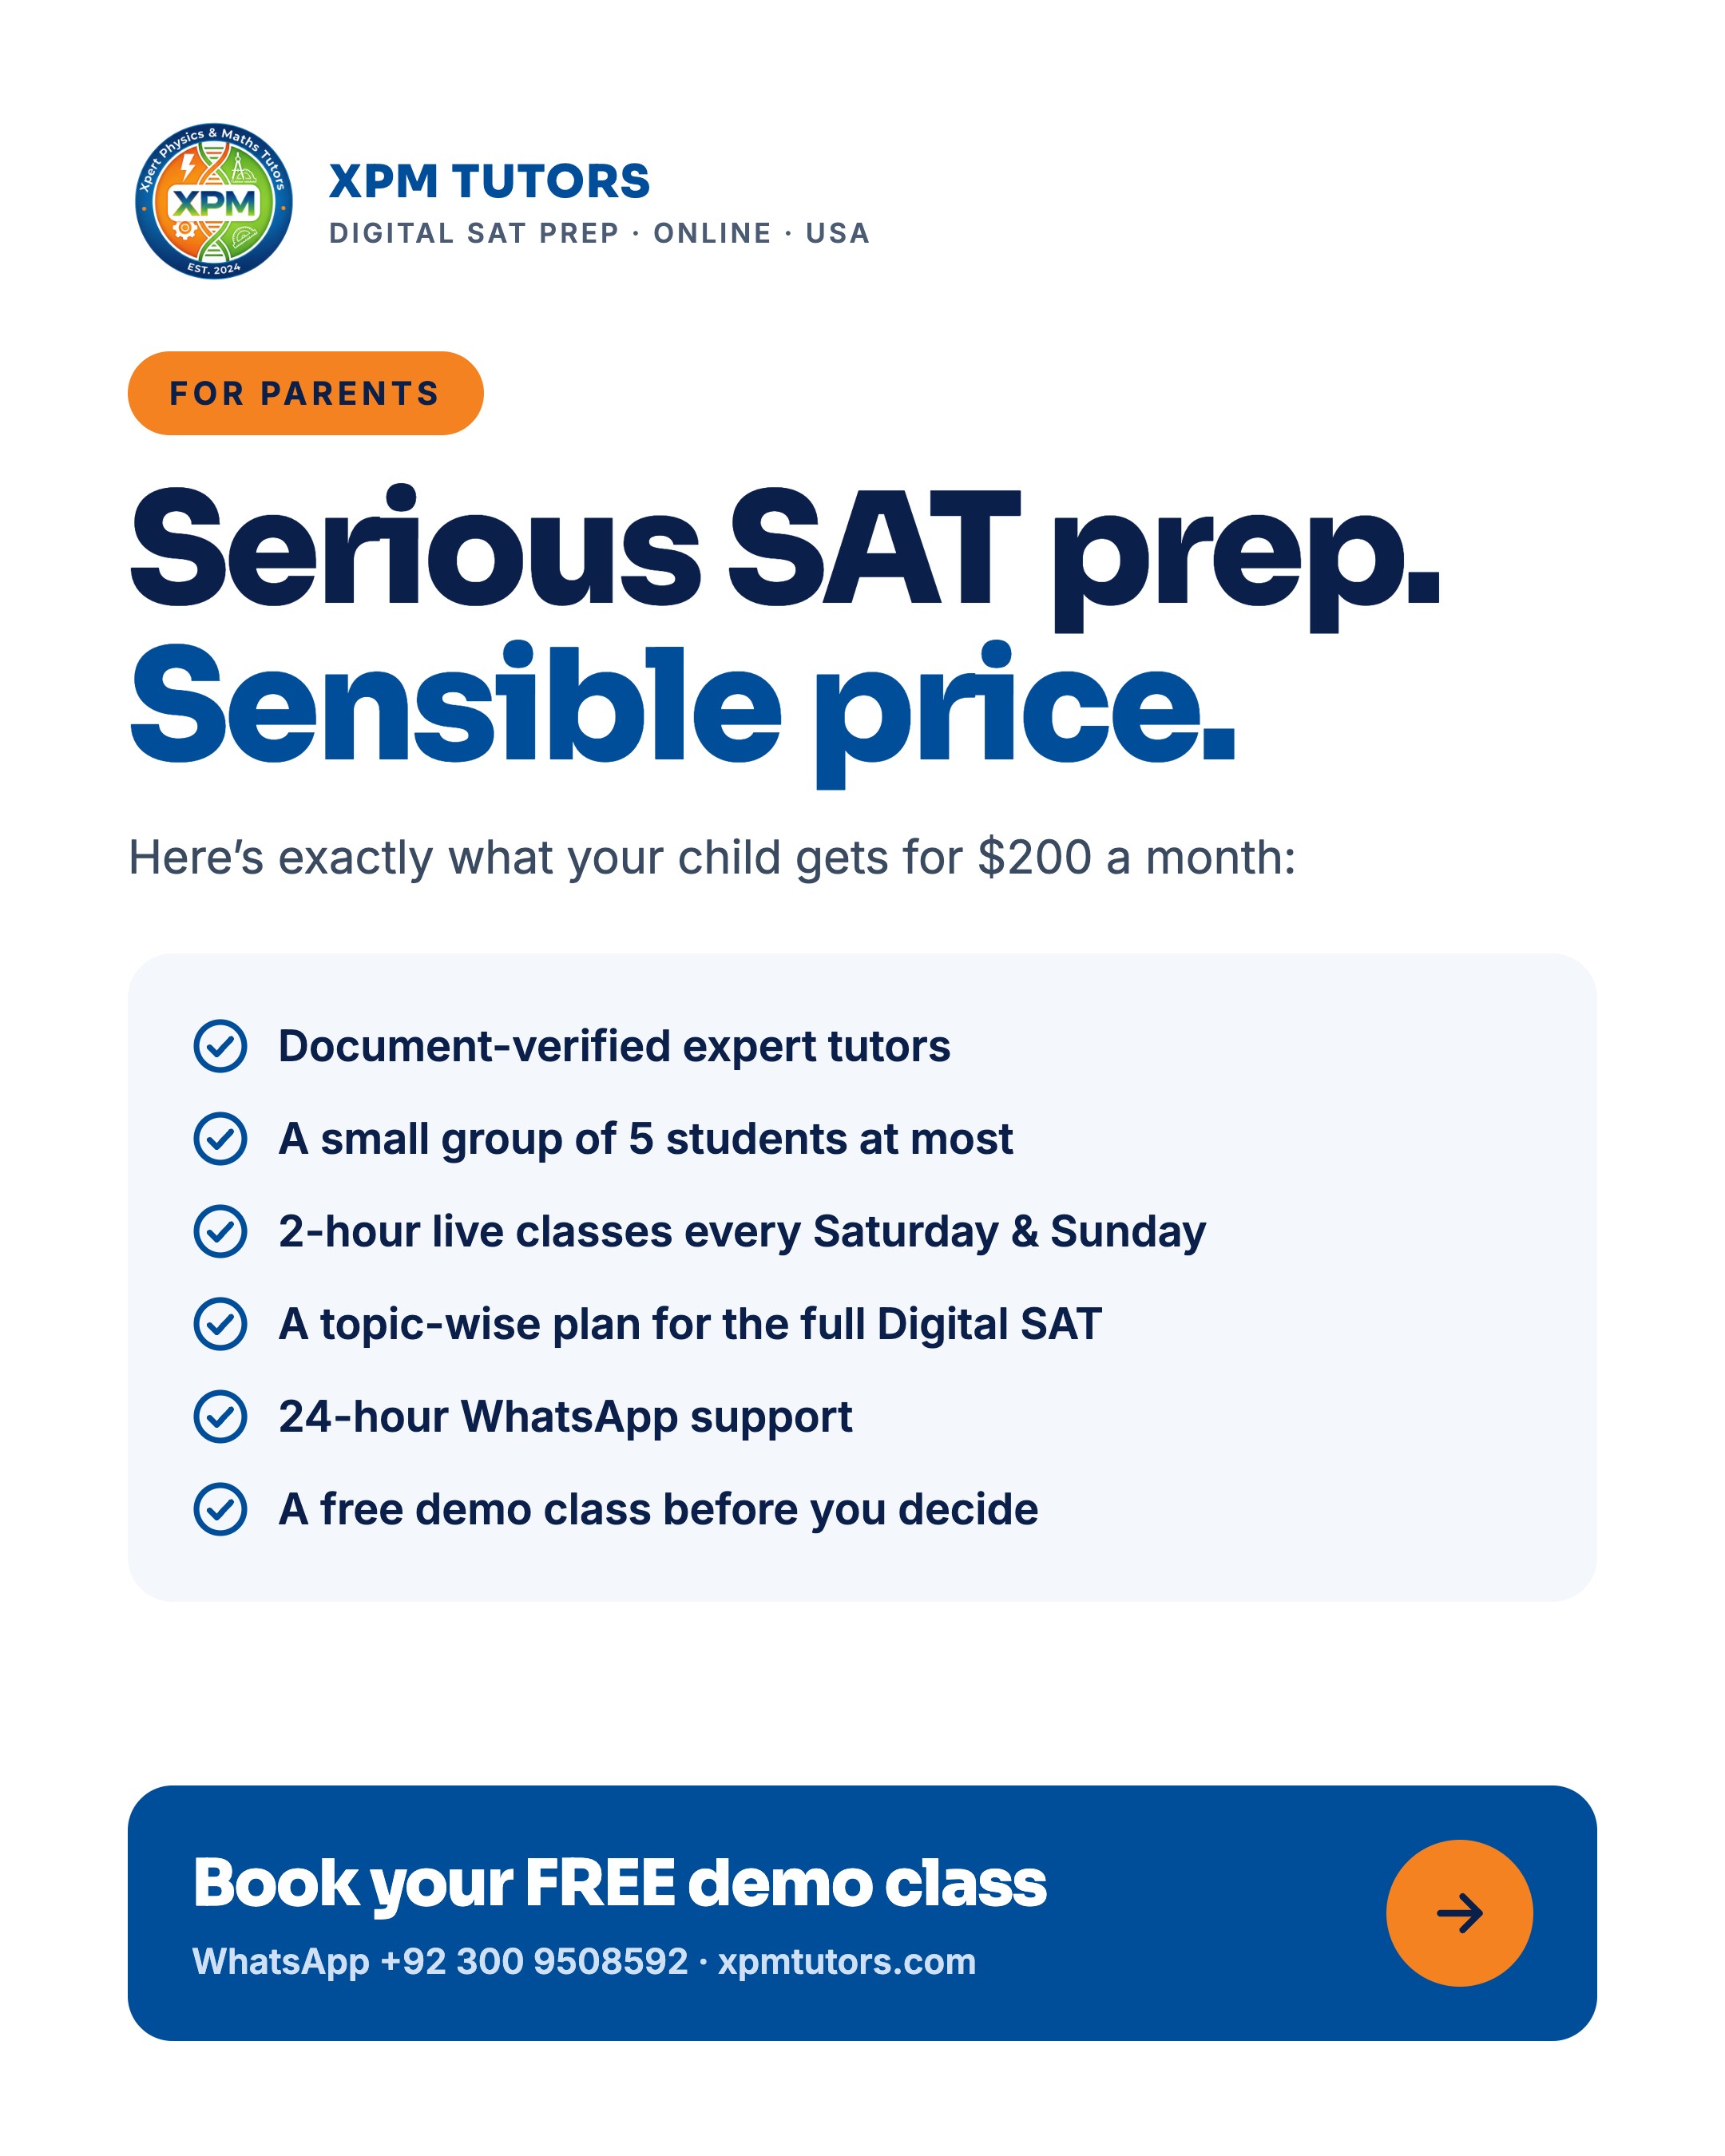 Xpert Physics & Maths Tutors
XPM
EST. 2024
XPM TUTORS
DIGITAL SAT PREP · ONLINE · USA
FOR PARENTS
Serious SAT prep.
Sensible price.
Here’s exactly what your child gets for $200 a month:
Document-verified expert tutors
A small group of 5 students at most
2-hour live classes every Saturday & Sunday
A topic-wise plan for the full Digital SAT
24-hour WhatsApp support
A free demo class before you decide
Book your FREE demo class
WhatsApp +92 300 9508592 · xpmtutors.com